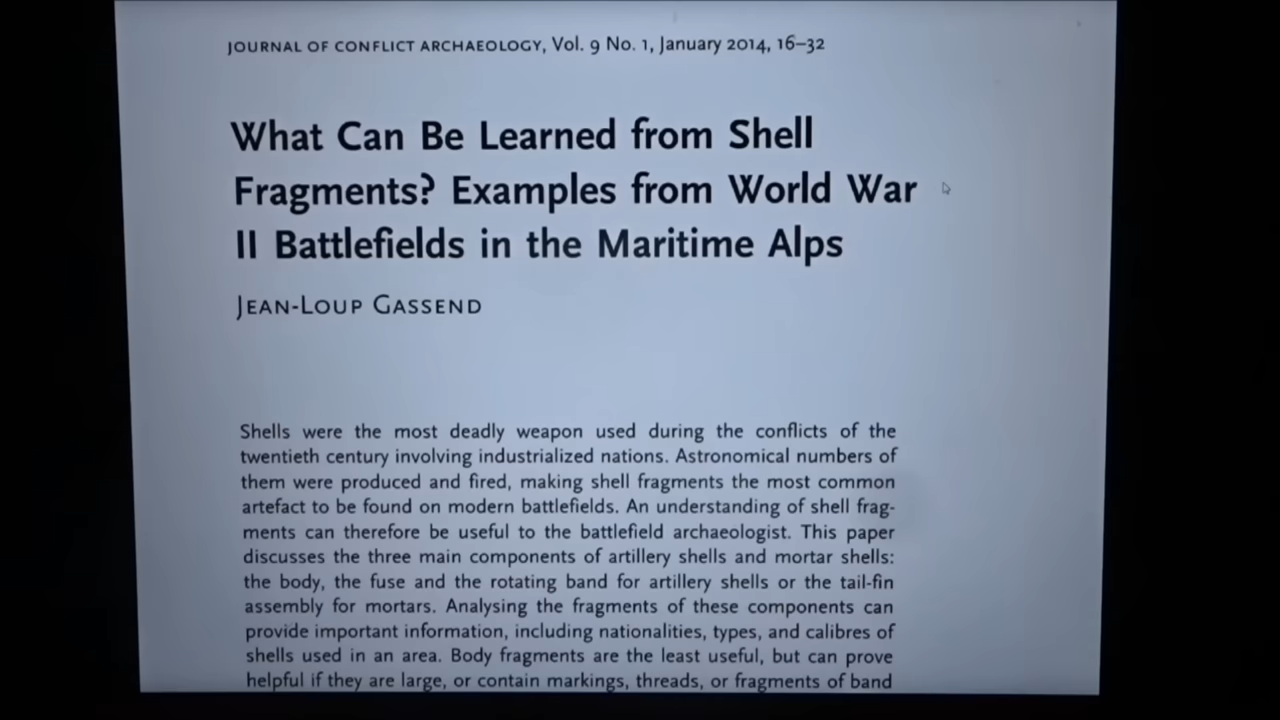 JOURNAL OF CONFLICT ARCHAEOLOGY, Vol. 9 No. 1, January 2014, 16–32
What Can Be Learned from Shell
Fragments? Examples from World War
II Battlefields in the Maritime Alps
JEAN-LOUP GASSEND
Shells were the most deadly weapon used during the conflicts of the
twentieth century involving industrialized nations. Astronomical numbers of
them were produced and fired, making shell fragments the most common
artefact to be found on modern battlefields. An understanding of shell frag-
ments can therefore be useful to the battlefield archaeologist. This paper
discusses the three main components of artillery shells and mortar shells:
the body, the fuse and the rotating band for artillery shells or the tail-fin
assembly for mortars. Analysing the fragments of these components can
provide important information, including nationalities, types, and calibres of
shells used in an area. Body fragments are the least useful, but can prove
helpful if they are large, or contain markings, threads, or fragments of band